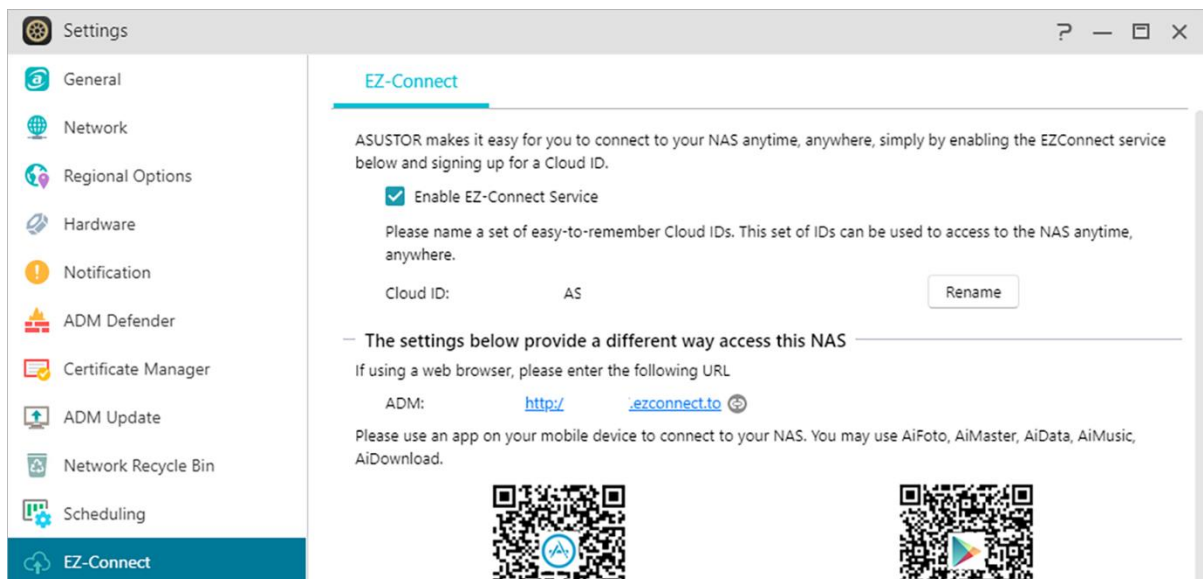 Settings
General
Network
Regional Options
Hardware
Notification
ADM Defender
Certificate Manager
ADM Update
Network Recycle Bin
Scheduling
EZ-Connect
EZ-Connect
ASUSTOR makes it easy for you to connect to your NAS anytime, anywhere, simply by enabling the EZConnect service
below and signing up for a Cloud ID.
Enable EZ-Connect Service
Please name a set of easy-to-remember Cloud IDs. This set of IDs can be used to access to the NAS anytime,
anywhere.
Cloud ID: AS Rename
The settings below provide a different way access this NAS
If using a web browser, please enter the following URL
ADM: http:/ .ezconnect.to
Please use an app on your mobile device to connect to your NAS. You may use AiFoto, AiMaster, AiData, AiMusic,
AiDownload.